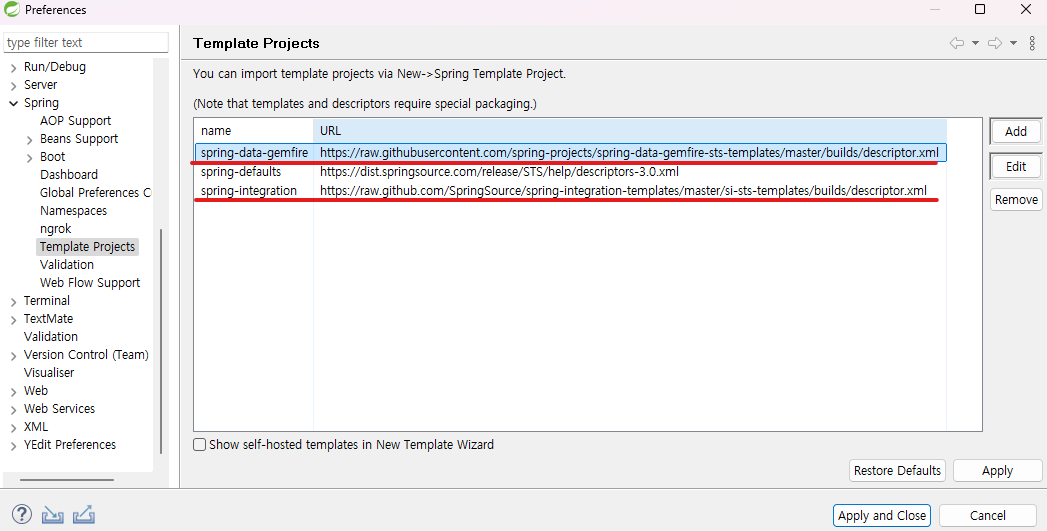 Preferences
type filter text
Run/Debug
Server
Spring
AOP Support
Beans Support
Boot
Dashboard
Global Preferences C
Namespaces
ngrok
Template Projects
Validation
Web Flow Support
Terminal
TextMate
Validation
Version Control (Team)
Visualiser
Web
Web Services
XML
YEdit Preferences
Template Projects
You can import template projects via New->Spring Template Project.
(Note that templates and descriptors require special packaging.)
name URL
spring-data-gemfire https://raw.githubusercontent.com/spring-projects/spring-data-gemfire-sts-templates/master/builds/descriptor.xml
spring-defaults https://dist.springsource.com/release/STS/help/descriptors-3.0.xml
spring-integration https://raw.github.com/SpringSource/spring-integration-templates/master/si-sts-templates/builds/descriptor.xml
Add
Edit
Remove
Show self-hosted templates in New Template Wizard
Restore Defaults Apply
? Apply and Close Cancel